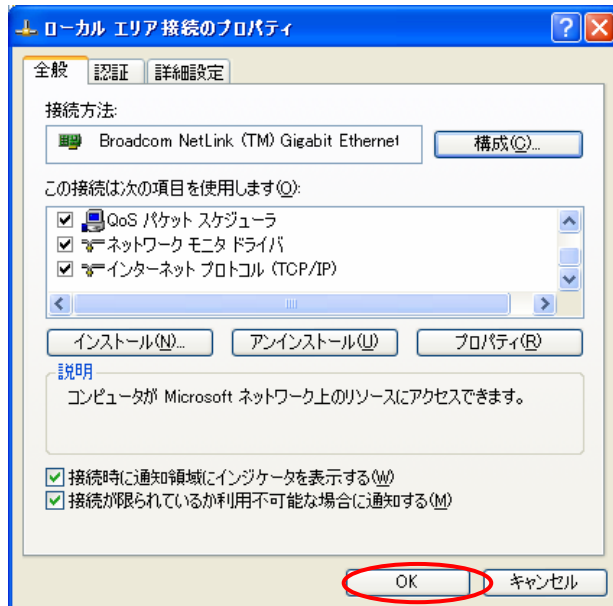 ローカル エリア接続のプロパティ
全般 認証 詳細設定
接続方法:
Broadcom NetLink (TM) Gigabit Ethernet 構成(C)...
この接続は次の項目を使用します(O):
QoS パケット スケジューラ
ネットワーク モニタ ドライバ
インターネット プロトコル (TCP/IP)
インストール(N)... アンインストール(U) プロパティ(R)
説明
コンピュータが Microsoft ネットワーク上のリソースにアクセスできます。
接続時に通知領域にインジケータを表示する(W)
接続が限られているか利用不可能な場合に通知する(M)
OK キャンセル